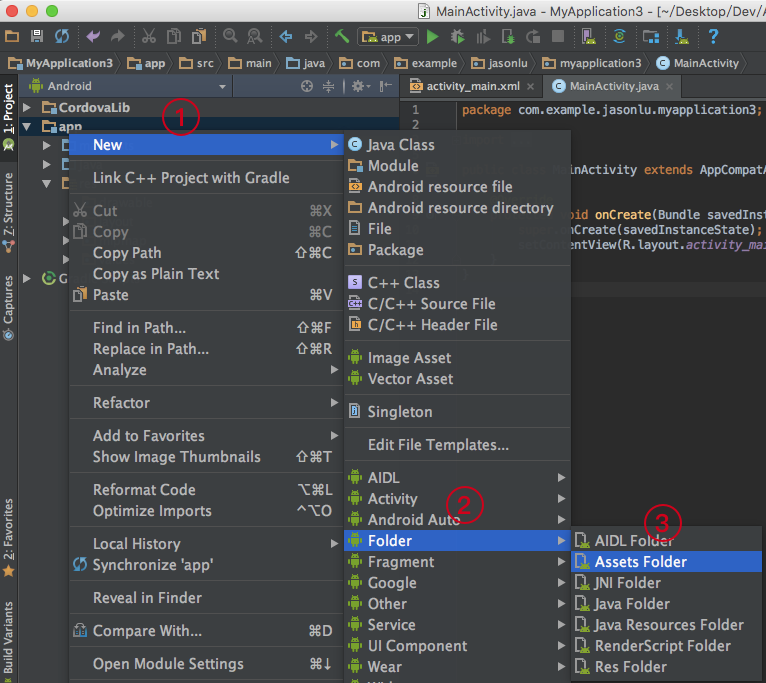 MainActivity.java - MyApplication3 - [~/Desktop/Dev/A
app
MyApplication3 app src main java com example jasonlu myapplication3 MainActivity
Android
activity_main.xml MainActivity.java
1: Project
Z: Structure
Captures
2: Favorites
Build Variants
CordovaLib
app
G
①
New
Link C++ Project with Gradle
Cut ⌘X
Copy ⌘C
Copy Path ⇧⌘C
Copy as Plain Text
Paste ⌘V
Find in Path... ⇧⌘F
Replace in Path... ⇧⌘R
Analyze
Refactor
Add to Favorites
Show Image Thumbnails ⇧⌘T
Reformat Code ⌥⌘L
Optimize Imports ^⌥O
Local History
Synchronize 'app'
Reveal in Finder
Compare With... ⌘D
Open Module Settings ⌘↓
Java Class
Module
Android resource file
Android resource directory
File
Package
C++ Class
C/C++ Source File
C/C++ Header File
Image Asset
Vector Asset
Singleton
Edit File Templates...
AIDL
Activity
Android Auto
②
Folder
Fragment
Google
Other
Service
UI Component
Wear
③
AIDL Folder
Assets Folder
JNI Folder
Java Folder
Java Resources Folder
RenderScript Folder
Res Folder
1 package com.example.jasonlu.myapplication3;
2
MainActivity extends AppCompatA
oid onCreate(Bundle savedInst
onCreate(savedInstanceState);
etContentView(R.layout.activity_mai